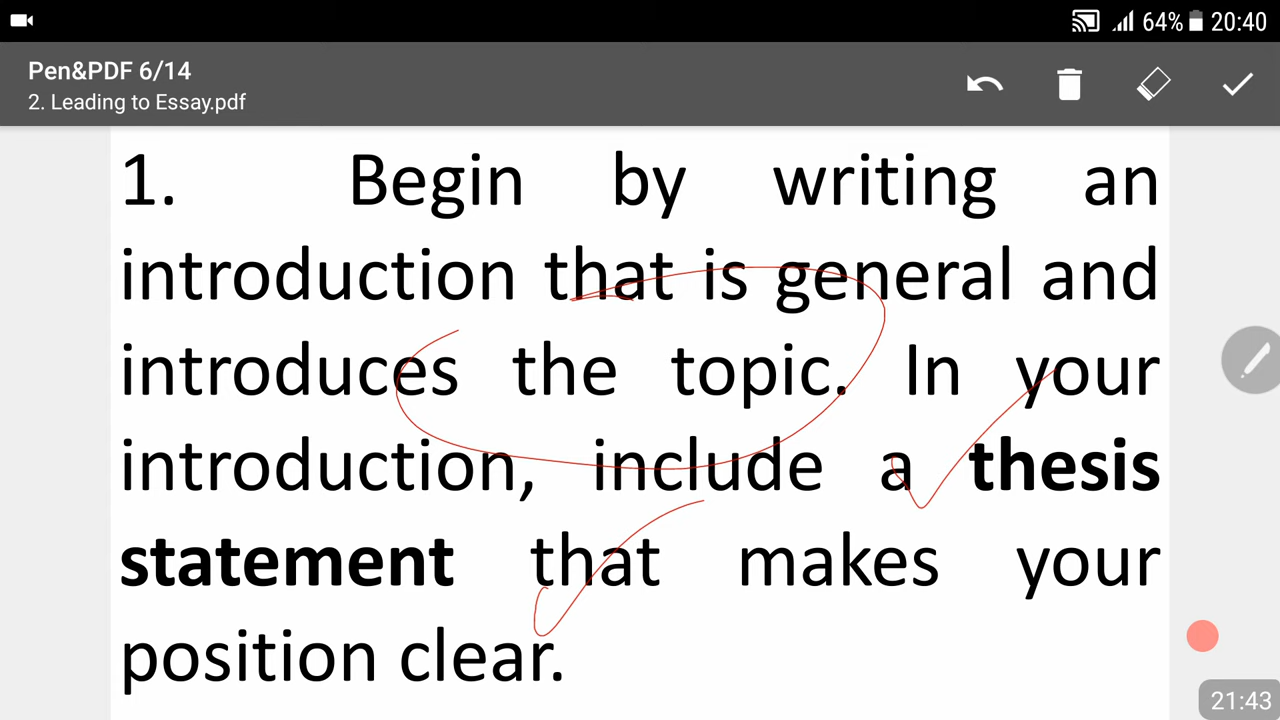 64% 20:40
Pen&PDF 6/14
2. Leading to Essay.pdf
1. Begin by writing an
introduction that is general and
introduces the topic. In your
introduction, include a thesis
statement that makes your
position clear.
21:43